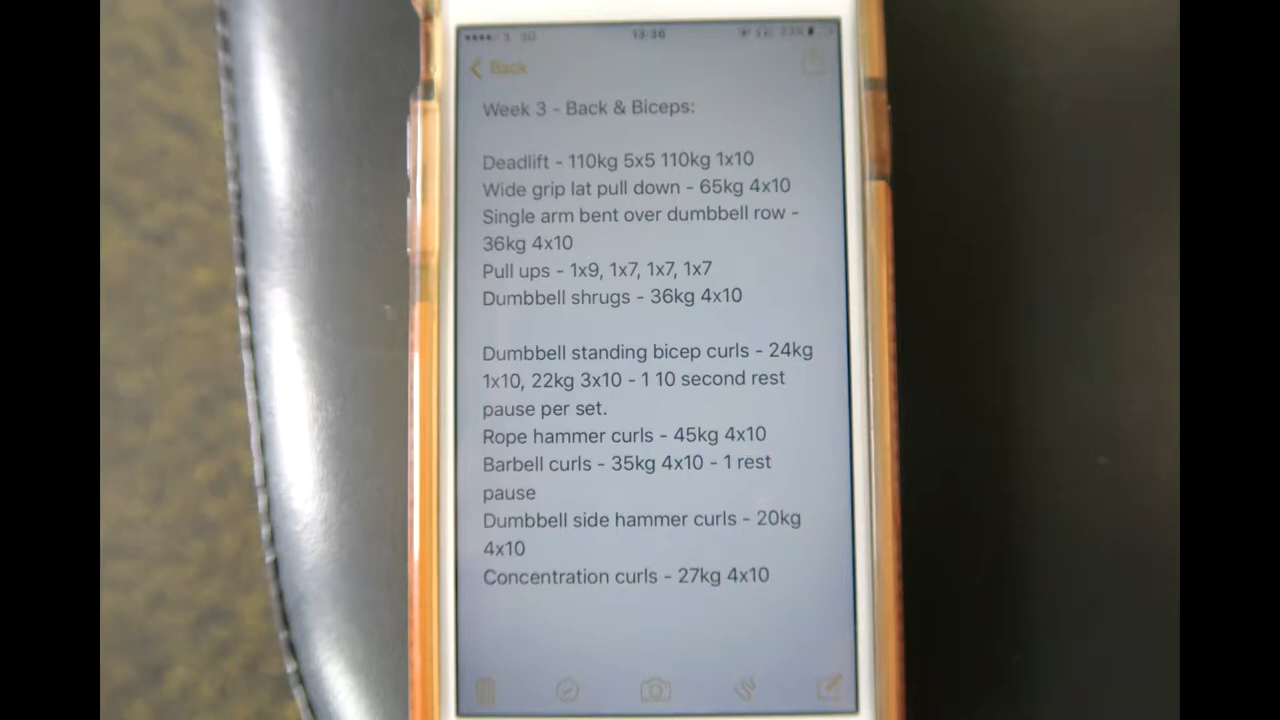 13:36
Back
Week 3 - Back & Biceps:
Deadlift - 110kg 5x5 110kg 1x10
Wide grip lat pull down - 65kg 4x10
Single arm bent over dumbbell row -
36kg 4x10
Pull ups - 1x9, 1x7, 1x7, 1x7
Dumbbell shrugs - 36kg 4x10
Dumbbell standing bicep curls - 24kg
1x10, 22kg 3x10 - 1 10 second rest
pause per set.
Rope hammer curls - 45kg 4x10
Barbell curls - 35kg 4x10 - 1 rest
pause
Dumbbell side hammer curls - 20kg
4x10
Concentration curls - 27kg 4x10